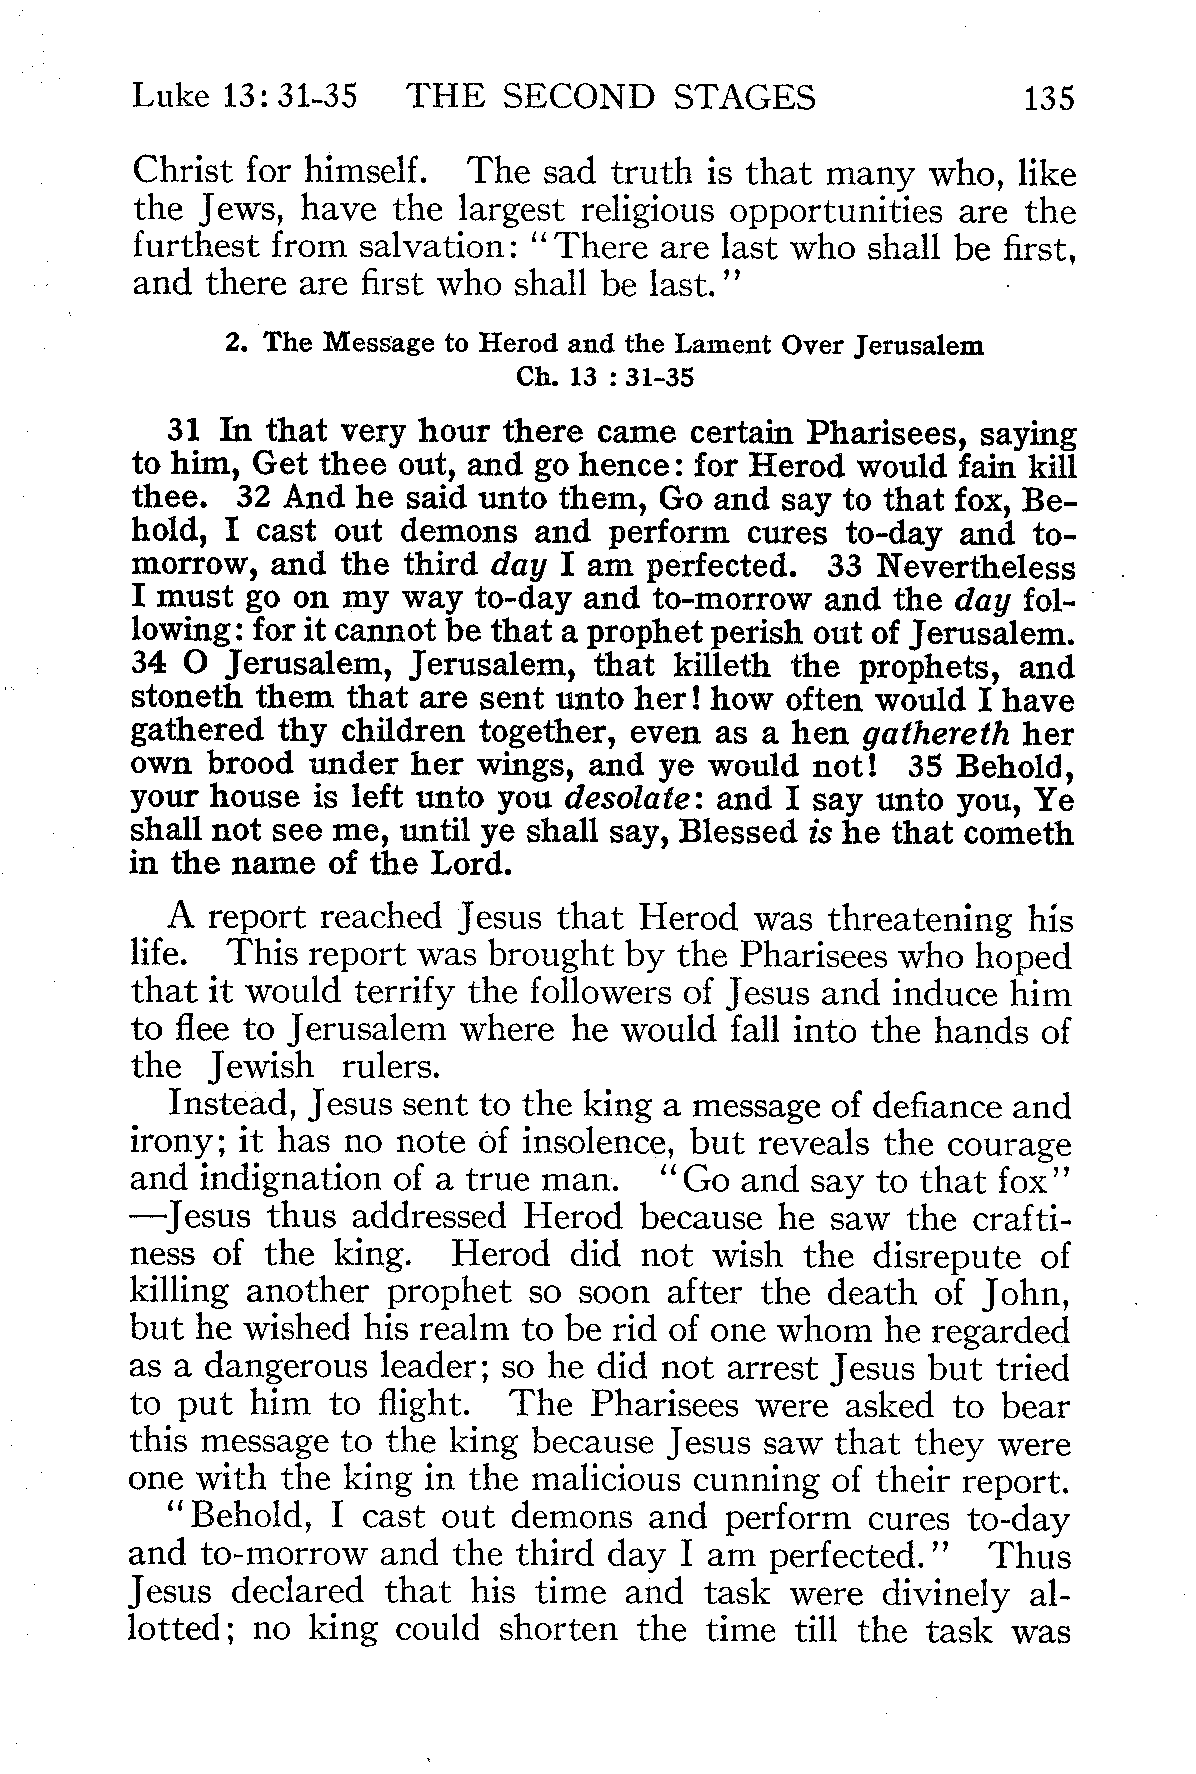 Luke 13: 31-35 THE SECOND STAGES 135
Christ for himself. The sad truth is that many who, like
the Jews, have the largest religious opportunities are the
furthest from salvation: "There are last who shall be first,
and there are first who shall be last."
2. The Message to Herod and the Lament Over Jerusalem
Ch. 13 : 31-35
31 In that very hour there came certain Pharisees, saying
to him, Get thee out, and go hence: for Herod would fain kill
thee. 32 And he said unto them, Go and say to that fox, Be-
hold, I cast out demons and perform cures to-day and to-
morrow, and the third day I am perfected. 33 Nevertheless
I must go on my way to-day and to-morrow and the day fol-
lowing: for it cannot be that a prophet perish out of Jerusalem.
34 O Jerusalem, Jerusalem, that killeth the prophets, and
stoneth them that are sent unto her! how often would I have
gathered thy children together, even as a hen gathereth her
own brood under her wings, and ye would not! 35 Behold,
your house is left unto you desolate: and I say unto you, Ye
shall not see me, until ye shall say, Blessed is he that cometh
in the name of the Lord.
A report reached Jesus that Herod was threatening his
life. This report was brought by the Pharisees who hoped
that it would terrify the followers of Jesus and induce him
to flee to Jerusalem where he would fall into the hands of
the Jewish rulers.
Instead, Jesus sent to the king a message of defiance and
irony; it has no note of insolence, but reveals the courage
and indignation of a true man. "Go and say to that fox"
—Jesus thus addressed Herod because he saw the crafti-
ness of the king. Herod did not wish the disrepute of
killing another prophet so soon after the death of John,
but he wished his realm to be rid of one whom he regarded
as a dangerous leader; so he did not arrest Jesus but tried
to put him to flight. The Pharisees were asked to bear
this message to the king because Jesus saw that they were
one with the king in the malicious cunning of their report.
"Behold, I cast out demons and perform cures to-day
and to-morrow and the third day I am perfected." Thus
Jesus declared that his time and task were divinely al-
lotted; no king could shorten the time till the task was